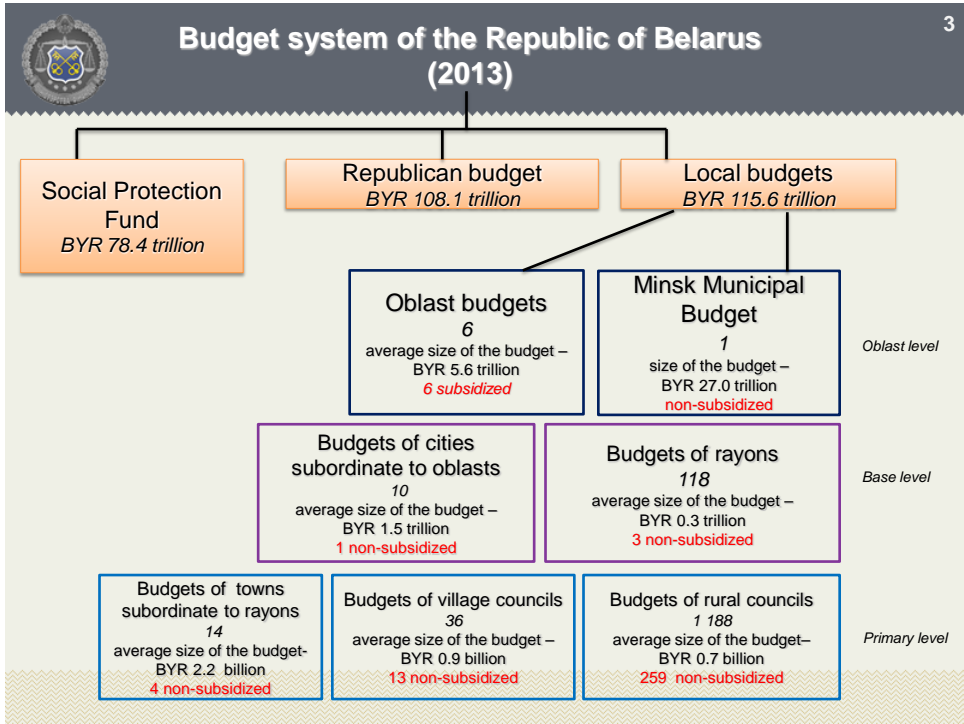 3
Budget system of the Republic of Belarus
(2013)
Social Protection
Fund
BYR 78.4 trillion
Republican budget
BYR 108.1 trillion
Local budgets
BYR 115.6 trillion
Oblast budgets
6
average size of the budget –
BYR 5.6 trillion
6 subsidized
Minsk Municipal
Budget
1
size of the budget –
BYR 27.0 trillion
non-subsidized
Oblast level
Budgets of cities
subordinate to oblasts
10
average size of the budget –
BYR 1.5 trillion
1 non-subsidized
Budgets of rayons
118
average size of the budget –
BYR 0.3 trillion
3 non-subsidized
Base level
Budgets of towns
subordinate to rayons
14
average size of the budget-
BYR 2.2 billion
4 non-subsidized
Budgets of village councils
36
average size of the budget –
BYR 0.9 billion
13 non-subsidized
Budgets of rural councils
1 188
average size of the budget–
BYR 0.7 billion
259 non-subsidized
Primary level